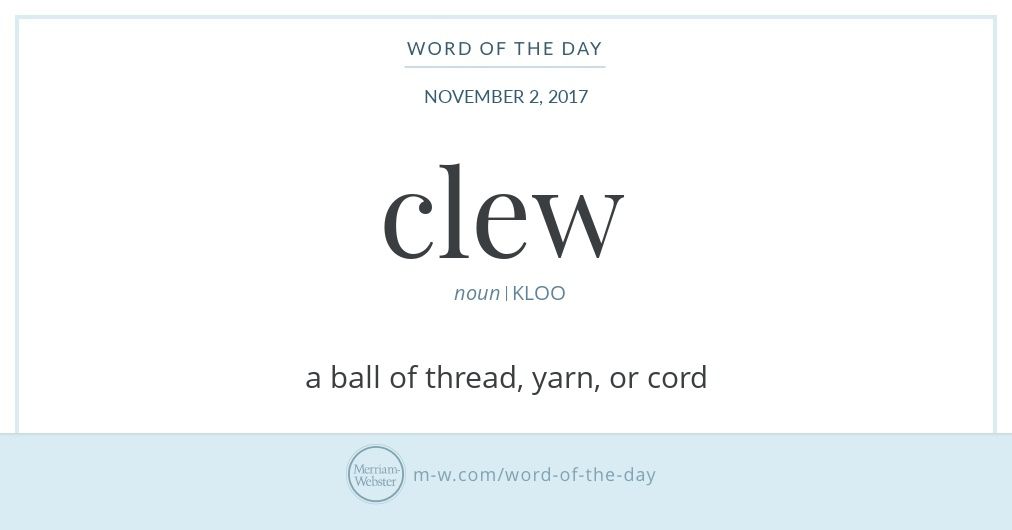 WORD OF THE DAY
NOVEMBER 2, 2017
clew
noun | KLOO
a ball of thread, yarn, or cord
Merriam-
Webster
m-w.com/word-of-the-day